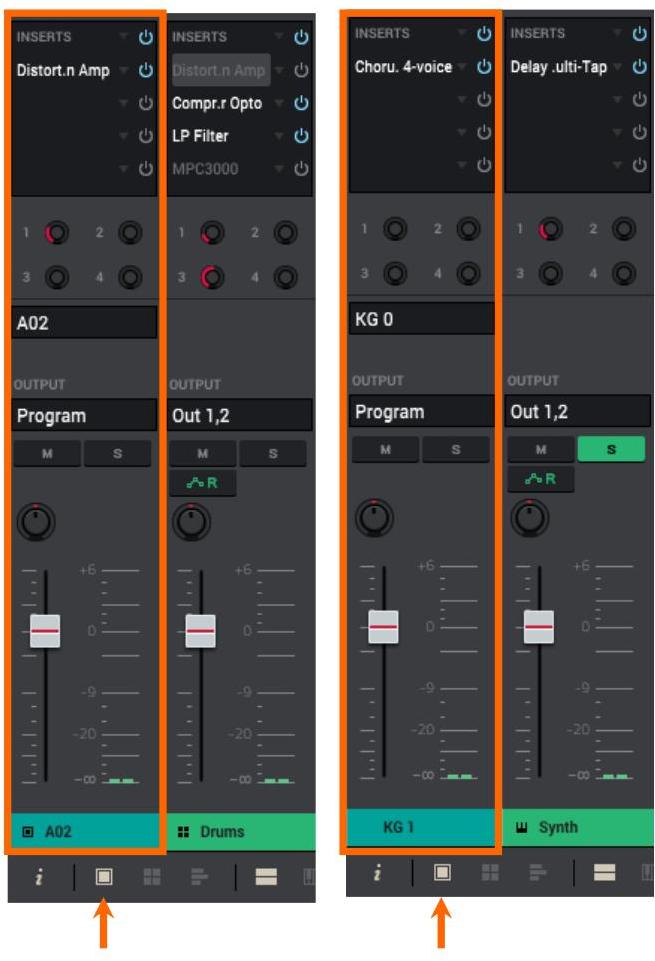 INSERTS
Distort.n Amp
1
2
3
4
A02
OUTPUT
Program
M S
+6
0
-9
-20
-∞
A02
INSERTS
Distort.n Amp
Compr.r Opto
LP Filter
MPC3000
1
2
3
4
OUTPUT
Out 1,2
M S
R
+6
0
-9
-20
-∞
Drums
i
INSERTS
Choru. 4-voice
1
2
3
4
KG 0
OUTPUT
Program
M S
+6
0
-9
-20
-∞
KG 1
INSERTS
Delay .ulti-Tap
1
2
3
4
OUTPUT
Out 1,2
M S
R
+6
0
-9
-20
-∞
Synth
i